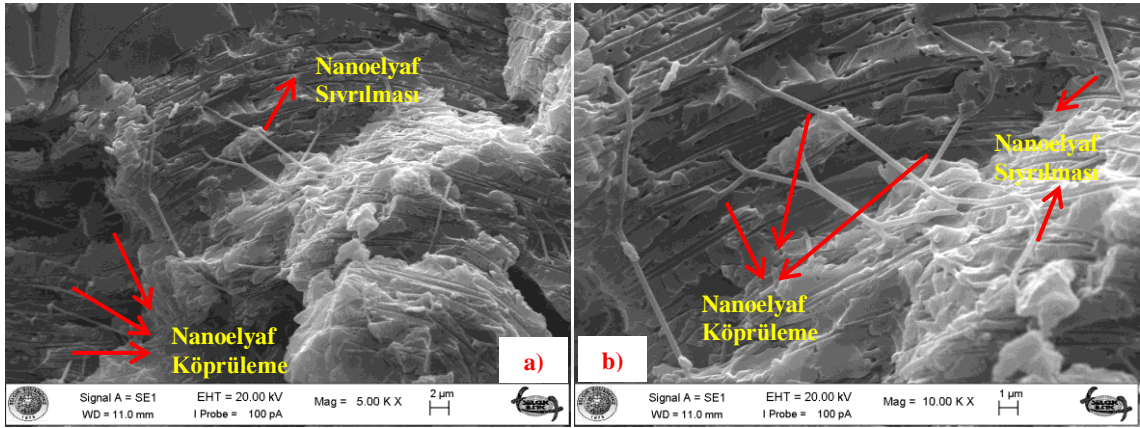 Nanoelyaf
Sıyrılması
Nanoelyaf
Köprüleme
a)
Signal A = SE1
WD = 11.0 mm
EHT = 20.00 kV
I Probe = 100 pA
Mag = 5.00 K X
2 µm
Nanoelyaf
Sıyrılması
Nanoelyaf
Köprüleme
b)
Signal A = SE1
WD = 11.0 mm
EHT = 20.00 kV
I Probe = 100 pA
Mag = 10.00 K X
1 µm